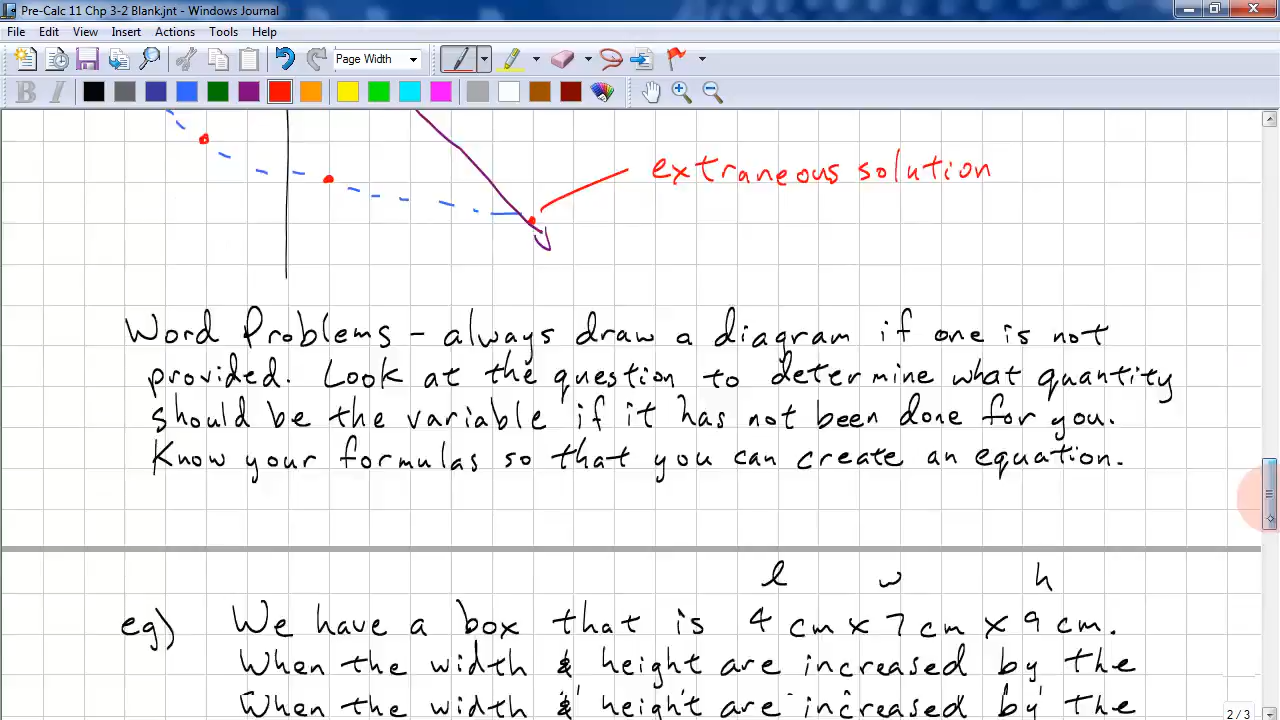 Pre-Calc 11 Chp 3-2 Blank.jnt - Windows Journal
File Edit View Insert Actions Tools Help
Page Width
B I
extraneous solution
Word Problems - always draw a diagram if one is not
provided. Look at the question to determine what quantity
should be the variable if it has not been done for you.
Know your formulas so that you can create an equation.
l w h
eg) We have a box that is 4 cm x 7 cm x 9 cm.
When the width & height are increased by the
When the width & height are increased by the
2/3